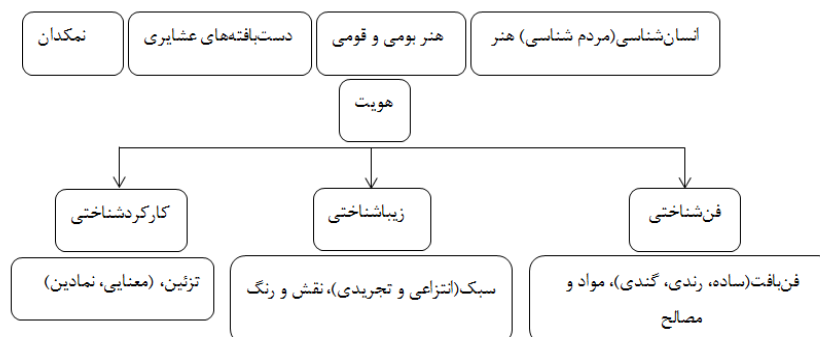 انسان‌شناسی(مردم شناسی) هنر
هنر بومی و قومی
دست‌بافته‌های عشایری
نمکدان
هویت
فن‌شناختی
زیباشناختی
کارکردشناختی
فن‌بافت(ساده، رندی، گندی)، مواد و
مصالح
سبک(انتزاعی و تجریدی)، نقش و رنگ
تزئین، (معنایی، نمادین)